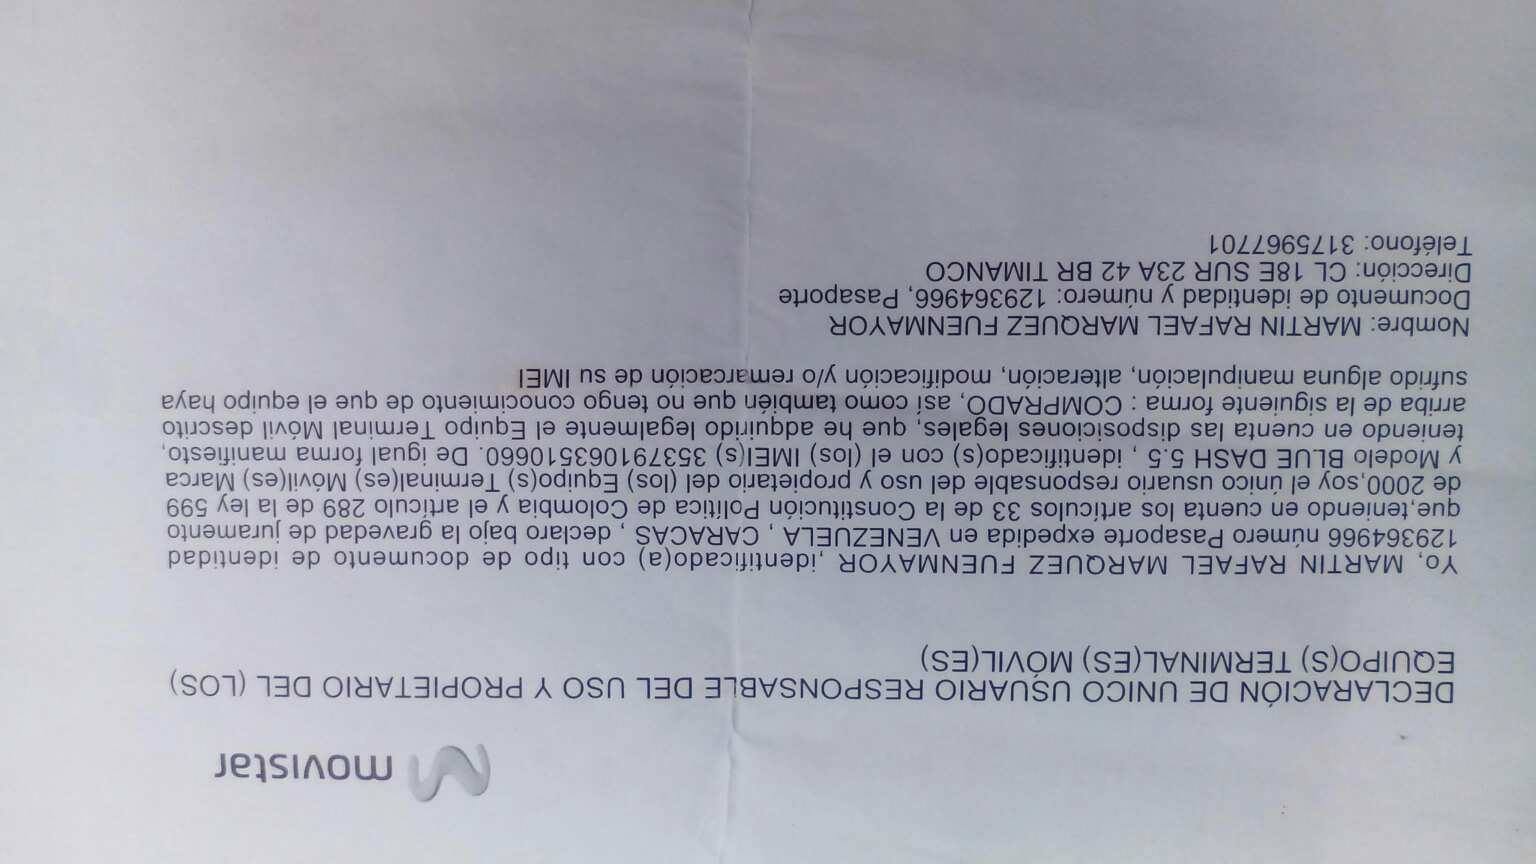 movistar
DECLARACIÓN DE UNICO USUARIO RESPONSABLE DEL USO Y PROPIETARIO DEL (LOS)
EQUIPO(S) TERMINAL(ES) MÓVIL(ES)
Yo, MARTIN RAFAEL MARQUEZ FUENMAYOR ,identificado(a) con tipo de documento de identidad
129364966 número Pasaporte expedida en VENEZUELA , CARACAS , declaro bajo la gravedad de juramento
que,teniendo en cuenta los artículos 33 de la Constitución Política de Colombia y el artículo 289 de la ley 599
de 2000,soy el único usuario responsable del uso y propietario del (los) Equipo(s) Terminal(es) Móvil(es) Marca
y Modelo BLUE DASH 5.5 , identificado(s) con el (los) IMEI(s) 353791063510660. De igual forma manifiesto,
teniendo en cuenta las disposiciones legales, que he adquirido legalmente el Equipo Terminal Móvil descrito
arriba de la siguiente forma : COMPRADO, así como también que no tengo conocimiento de que el equipo haya
sufrido alguna manipulación, alteración, modificación y/o remarcación de su IMEI
Nombre: MARTIN RAFAEL MARQUEZ FUENMAYOR
Documento de identidad y número: 129364966, Pasaporte
Dirección: CL 18E SUR 23A 42 BR TIMANCO
Teléfono: 3175967701